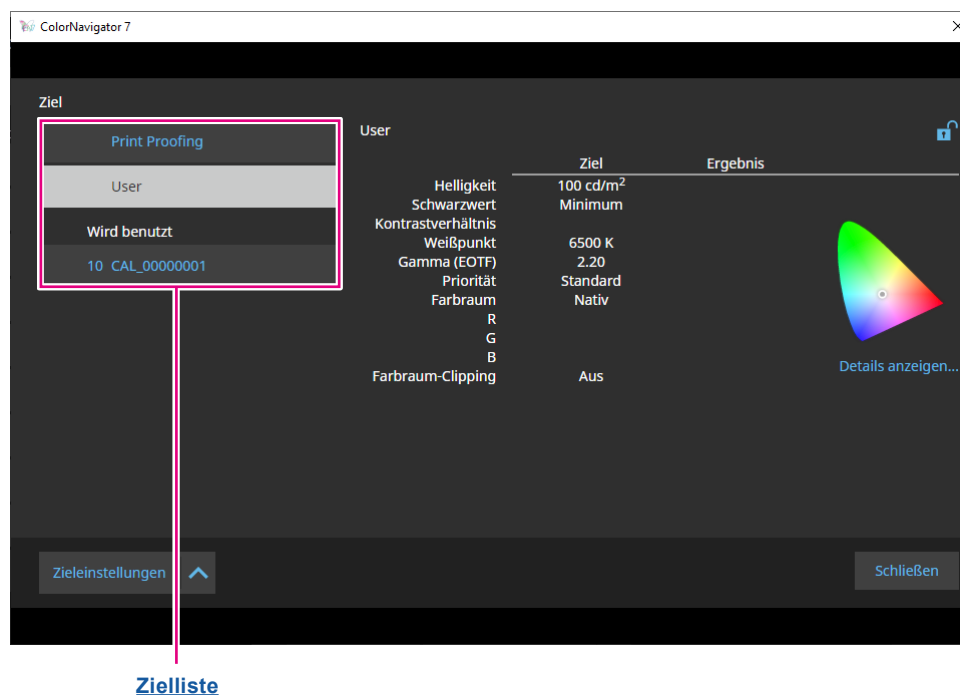 ColorNavigator 7
Ziel
Print Proofing
User
Wird benutzt
10 CAL_00000001
User
Ziel Ergebnis
Helligkeit 100 cd/m²
Schwarzwert Minimum
Kontrastverhältnis
Weißpunkt 6500 K
Gamma (EOTF) 2.20
Priorität Standard
Farbraum Nativ
R
G
B
Farbraum-Clipping Aus
Details anzeigen...
Zieleinstellungen
Schließen
Zielliste